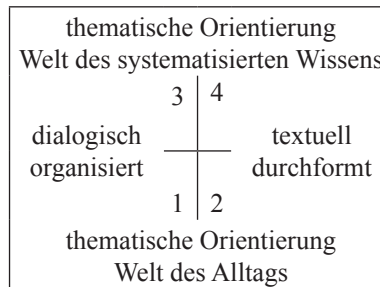 thematische Orientierung
Welt des systematisierten Wissens
3 4
dialogisch organisiert
textuell durchformt
1 2
thematische Orientierung
Welt des Alltags